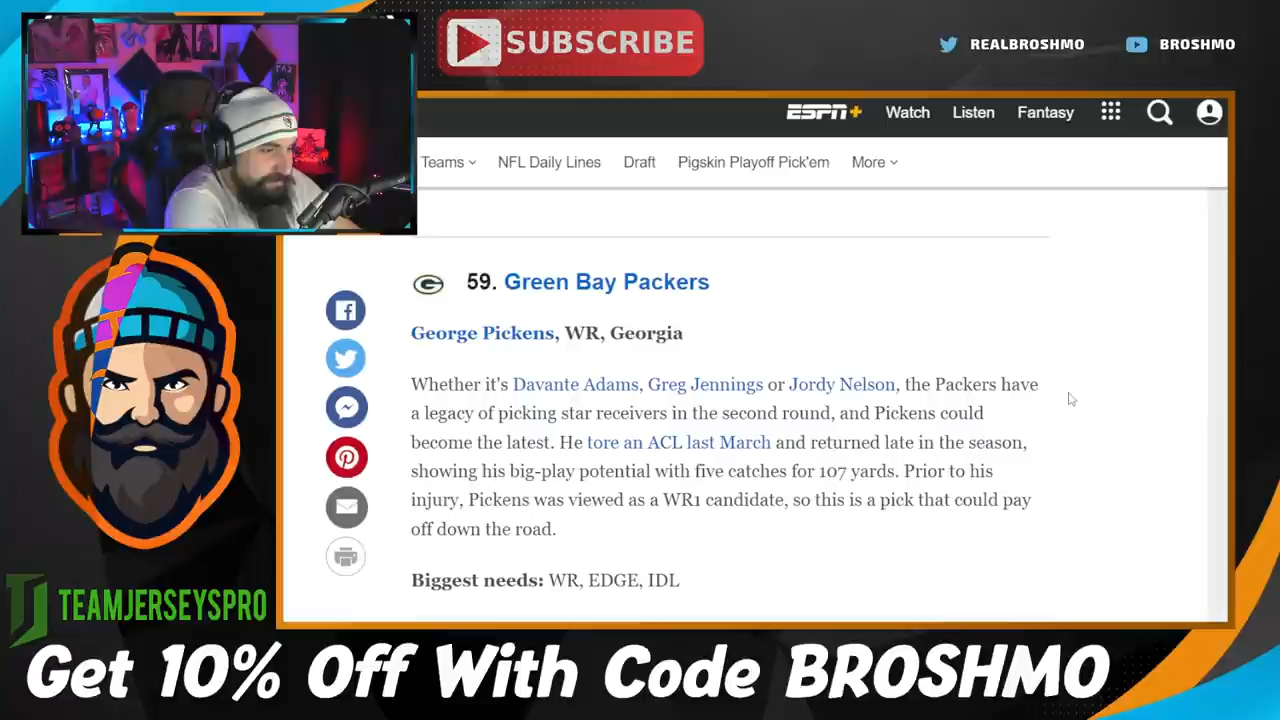 SUBSCRIBE
REALBROSHMO
BROSHMO
ESPN+
Watch
Listen
Fantasy
Teams
NFL Daily Lines
Draft
Pigskin Playoff Pick'em
More
59. Green Bay Packers
George Pickens, WR, Georgia
Whether it's Davante Adams, Greg Jennings or Jordy Nelson, the Packers have
a legacy of picking star receivers in the second round, and Pickens could
become the latest. He tore an ACL last March and returned late in the season,
showing his big-play potential with five catches for 107 yards. Prior to his
injury, Pickens was viewed as a WR1 candidate, so this is a pick that could pay
off down the road.
Biggest needs: WR, EDGE, IDL
TEAMJERSEYSPRO
Get 10% Off With Code BROSHMO